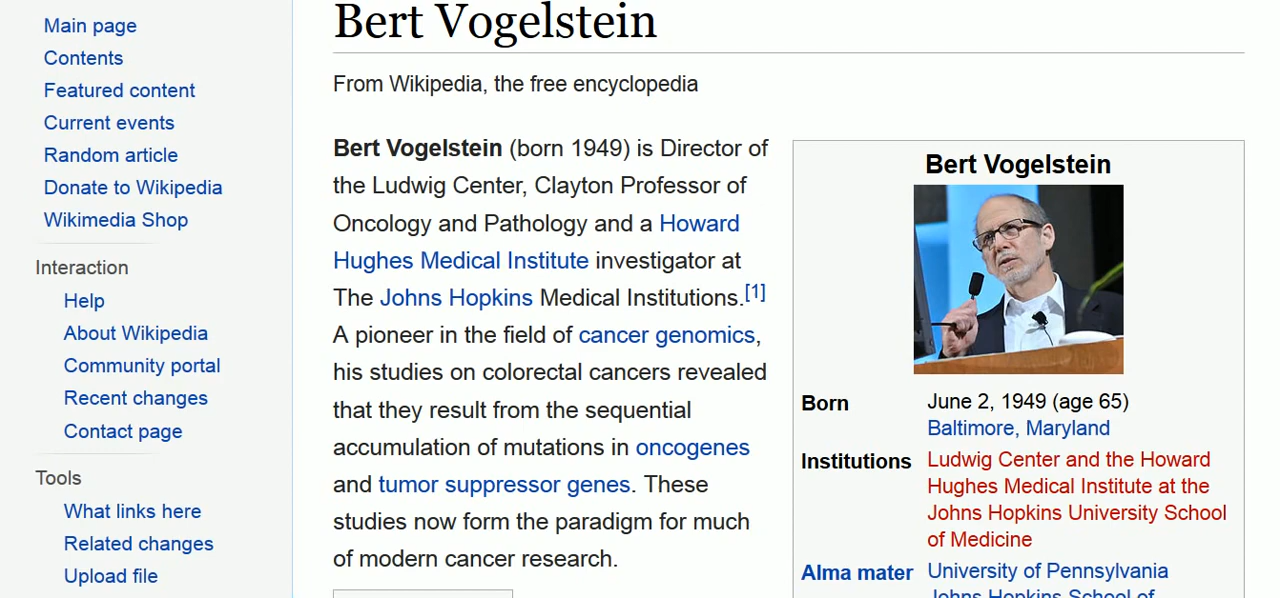 Main page
Contents
Featured content
Current events
Random article
Donate to Wikipedia
Wikimedia Shop
Interaction
Help
About Wikipedia
Community portal
Recent changes
Contact page
Tools
What links here
Related changes
Upload file
Bert Vogelstein
From Wikipedia, the free encyclopedia
Bert Vogelstein (born 1949) is Director of
the Ludwig Center, Clayton Professor of
Oncology and Pathology and a Howard
Hughes Medical Institute investigator at
The Johns Hopkins Medical Institutions.[1]
A pioneer in the field of cancer genomics,
his studies on colorectal cancers revealed
that they result from the sequential
accumulation of mutations in oncogenes
and tumor suppressor genes. These
studies now form the paradigm for much
of modern cancer research.
Bert Vogelstein
Born June 2, 1949 (age 65)
Baltimore, Maryland
Institutions Ludwig Center and the Howard
Hughes Medical Institute at the
Johns Hopkins University School
of Medicine
Alma mater University of Pennsylvania
Johns Hopkins School of